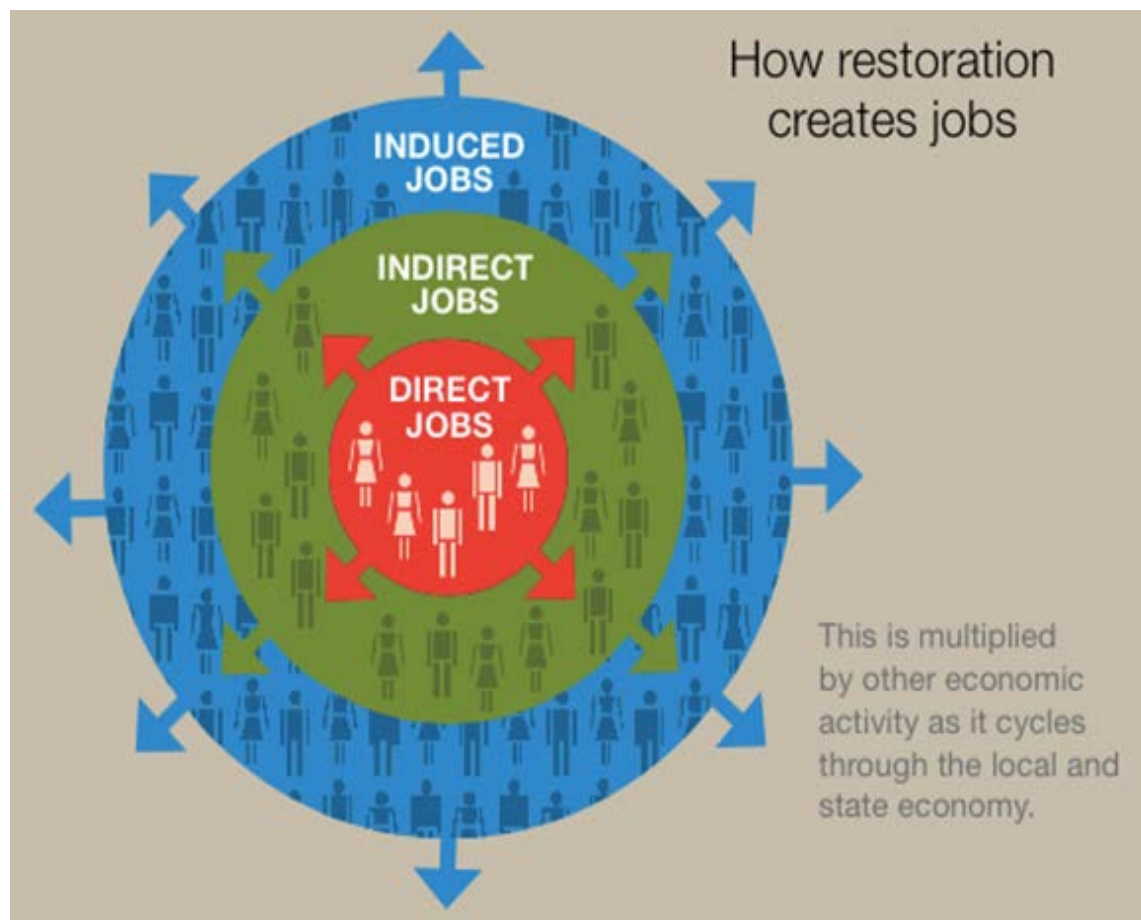 How restoration
creates jobs
INDUCED
JOBS
INDIRECT
JOBS
DIRECT
JOBS
This is multiplied
by other economic
activity as it cycles
through the local and
state economy.